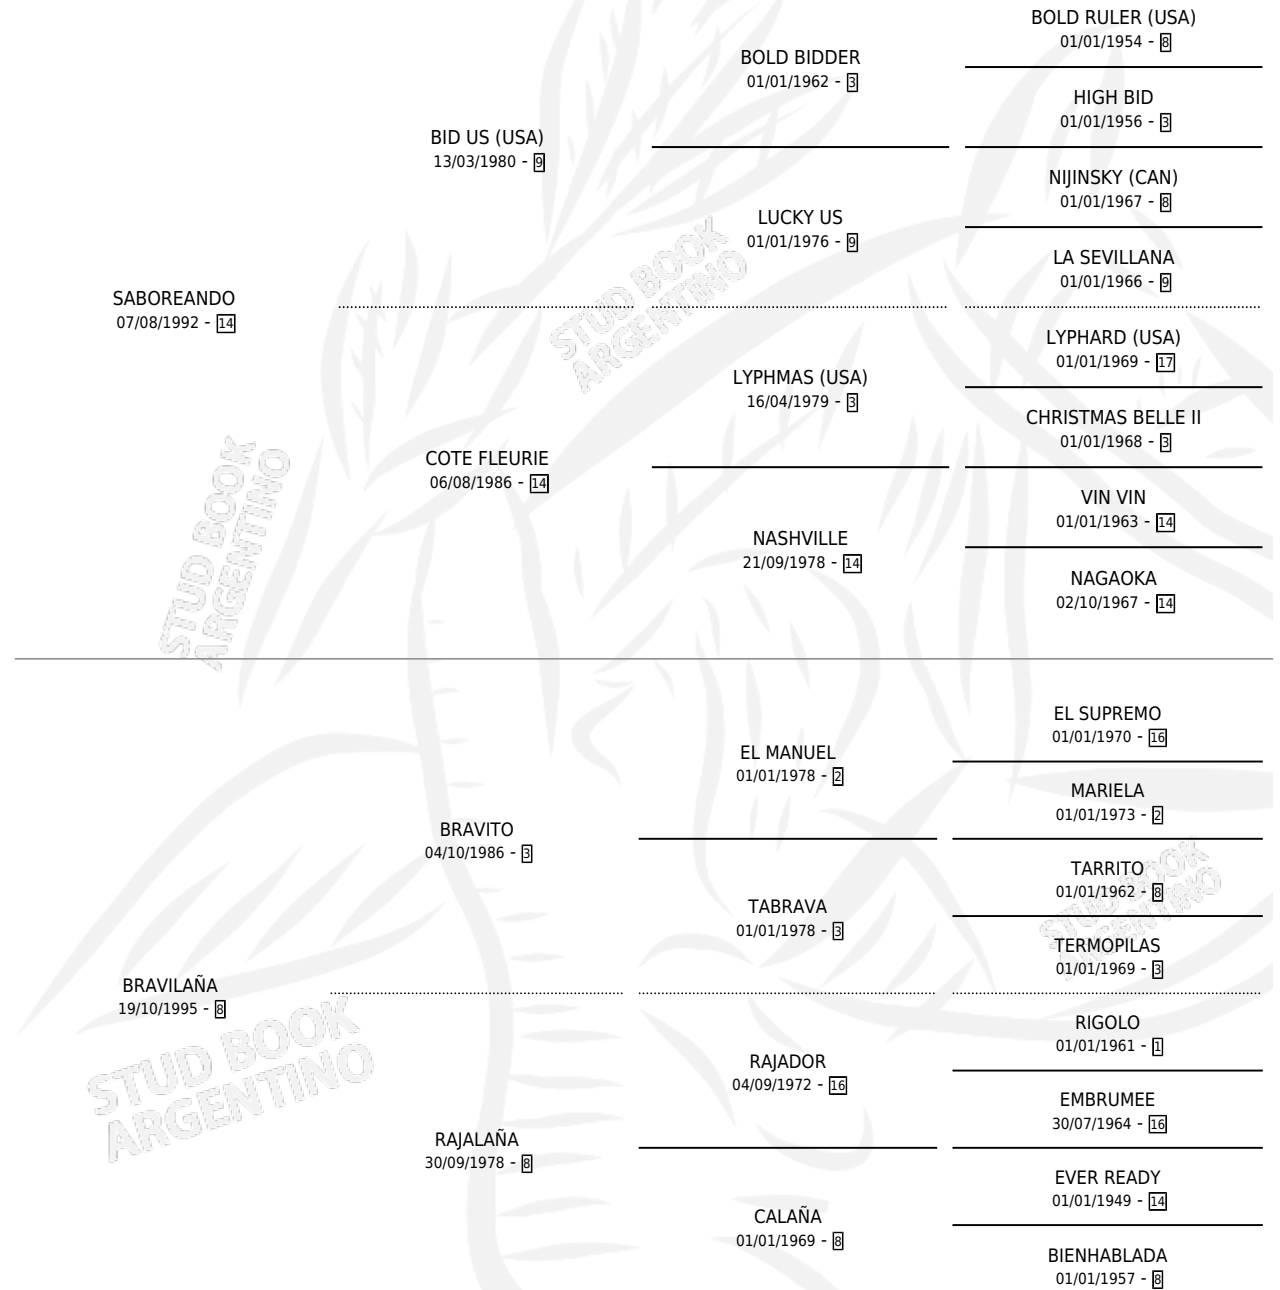 BOLD RULER (USA)
01/01/1954 - 8
BOLD BIDDER
01/01/1962 - 3
HIGH BID
01/01/1956 - 3
BID US (USA)
13/03/1980 - 9
NIJINSKY (CAN)
01/01/1967 - 8
LUCKY US
01/01/1976 - 9
LA SEVILLANA
01/01/1966 - 9
SABOREANDO
07/08/1992 - 14
STUD BOOK
ARGENTINO
LYPHARD (USA)
01/01/1969 - 17
LYPHMAS (USA)
16/04/1979 - 3
CHRISTMAS BELLE II
01/01/1968 - 3
COTE FLEURIE
06/08/1986 - 14
VIN VIN
01/01/1963 - 14
NASHVILLE
21/09/1978 - 14
NAGAOKA
02/10/1967 - 14
STUD BOOK
ARGENTINO
EL SUPREMO
01/01/1970 - 16
EL MANUEL
01/01/1978 - 2
MARIELA
01/01/1973 - 2
BRAVITO
04/10/1986 - 3
TARRITO
01/01/1962 - 8
TABRAVA
01/01/1978 - 3
TERMOPILAS
01/01/1969 - 3
STUD BOOK
ARGENTINO
BRAVILAÑA
19/10/1995 - 8
RIGOLO
01/01/1961 - 1
RAJADOR
04/09/1972 - 16
EMBRUMEE
30/07/1964 - 16
STUD BOOK
ARGENTINO
RAJALAÑA
30/09/1978 - 8
EVER READY
01/01/1949 - 14
CALAÑA
01/01/1969 - 8
BIENHABLADA
01/01/1957 - 8